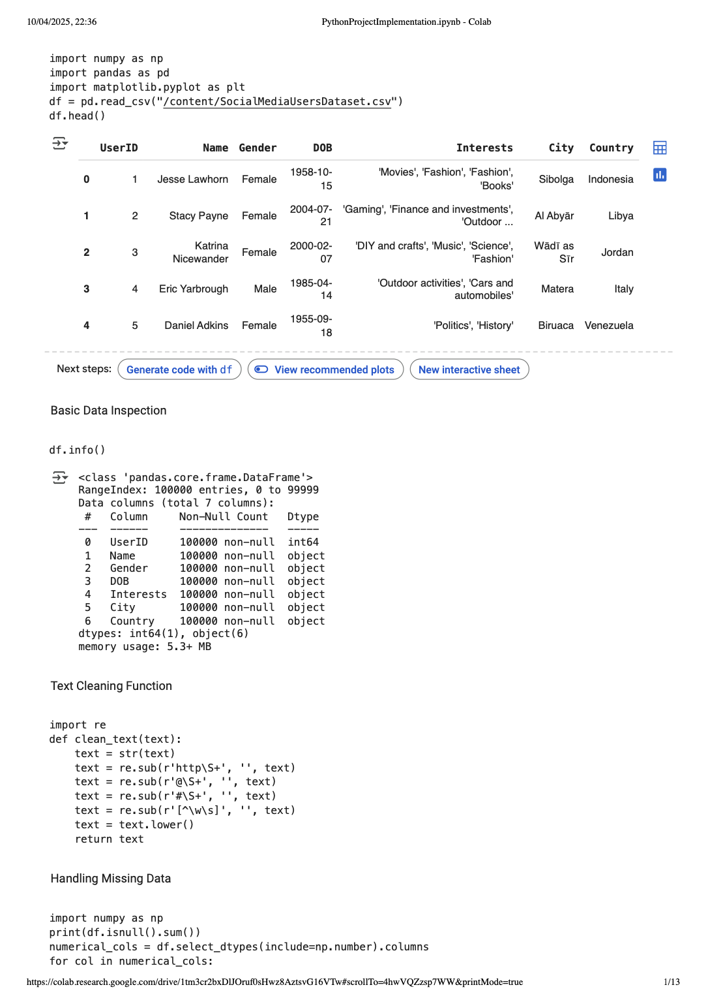 10/04/2025, 22:36
PythonProjectImplementation.ipynb - Colab
import numpy as np
import pandas as pd
import matplotlib.pyplot as plt
df = pd.read_csv("/content/SocialMediaUsersDataset.csv")
df.head()
UserID Name Gender DOB Interests City Country
0 1 Jesse Lawhorn Female 1958-10-15 'Movies', 'Fashion', 'Fashion', 'Books' Sibolga Indonesia
1 2 Stacy Payne Female 2004-07-21 'Gaming', 'Finance and investments', 'Outdoor ... Al Abyār Libya
2 3 Katrina Nicewander Female 2000-02-07 'DIY and crafts', 'Music', 'Science', 'Fashion' Wādī as Sīr Jordan
3 4 Eric Yarbrough Male 1985-04-14 'Outdoor activities', 'Cars and automobiles' Matera Italy
4 5 Daniel Adkins Female 1955-09-18 'Politics', 'History' Biruaca Venezuela
Next steps: Generate code with df View recommended plots New interactive sheet
Basic Data Inspection
df.info()
<class 'pandas.core.frame.DataFrame'>
RangeIndex: 100000 entries, 0 to 99999
Data columns (total 7 columns):
 #   Column     Non-Null Count   Dtype
---  ------     --------------   -----
 0   UserID     100000 non-null  int64
 1   Name       100000 non-null  object
 2   Gender     100000 non-null  object
 3   DOB        100000 non-null  object
 4   Interests  100000 non-null  object
 5   City       100000 non-null  object
 6   Country    100000 non-null  object
dtypes: int64(1), object(6)
memory usage: 5.3+ MB
Text Cleaning Function
import re
def clean_text(text):
    text = str(text)
    text = re.sub(r'http\S+', '', text)
    text = re.sub(r'@\S+', '', text)
    text = re.sub(r'#\S+', '', text)
    text = re.sub(r'[^\w\s]', '', text)
    text = text.lower()
    return text
Handling Missing Data
import numpy as np
print(df.isnull().sum())
numerical_cols = df.select_dtypes(include=np.number).columns
for col in numerical_cols:
https://colab.research.google.com/drive/1tm3cr2bxDlJOruf0sHwz8AztsvG16VTw#scrollTo=4hwVQZzsp7WW&printMode=true
1/13